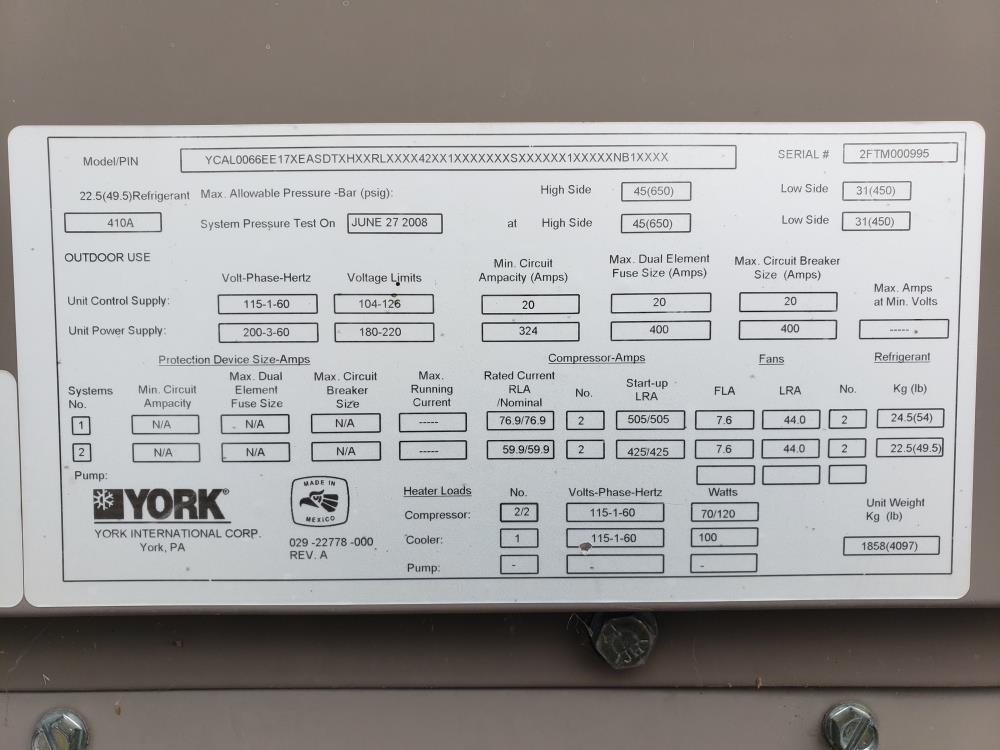 Model/PIN YCAL0066EE17XEASDTXHXXRLXXXX42XX1XXXXXXXSXXXXXX1XXXXXNB1XXXX SERIAL # 2FTM000995
22.5(49.5)Refrigerant Max. Allowable Pressure -Bar (psig): High Side 45(650) Low Side 31(450)
410A System Pressure Test On JUNE 27 2008 at High Side 45(650) Low Side 31(450)
OUTDOOR USE
Volt-Phase-Hertz Voltage Limits Min. Circuit Ampacity (Amps) Max. Dual Element Fuse Size (Amps) Max. Circuit Breaker Size (Amps) Max. Amps at Min. Volts
Unit Control Supply: 115-1-60 104-126 20 20 20
Unit Power Supply: 200-3-60 180-220 324 400 400 -----
Protection Device Size-Amps Compressor-Amps Fans Refrigerant
Systems No. Min. Circuit Ampacity Max. Dual Element Fuse Size Max. Circuit Breaker Size Max. Running Current Rated Current RLA /Nominal No. Start-up LRA FLA LRA No. Kg (lb)
1 N/A N/A N/A ----- 76.9/76.9 2 505/505 7.6 44.0 2 24.5(54)
2 N/A N/A N/A ----- 59.9/59.9 2 425/425 7.6 44.0 2 22.5(49.5)
Pump:
YORK®
YORK INTERNATIONAL CORP.
York, PA
MADE IN
MEXICO
029 -22778 -000
REV. A
Heater Loads No. Volts-Phase-Hertz Watts
Compressor: 2/2 115-1-60 70/120
Cooler: 1 115-1-60 100
Pump: - -
Unit Weight
Kg (lb)
1858(4097)